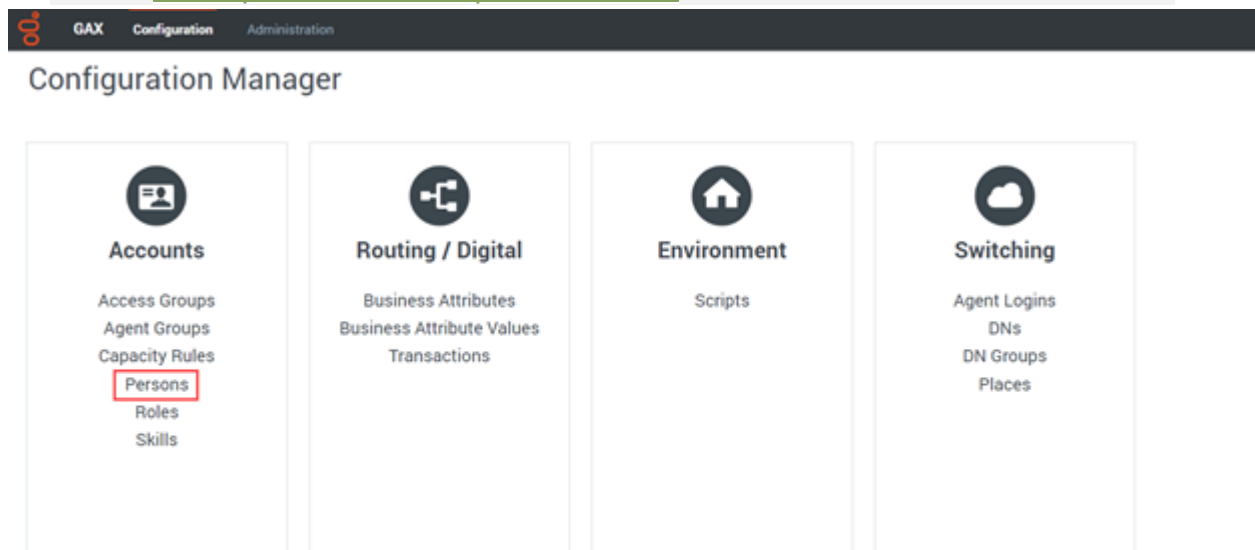 GAX Configuration Administration
Configuration Manager
Accounts
Access Groups
Agent Groups
Capacity Rules
Persons
Roles
Skills
Routing / Digital
Business Attributes
Business Attribute Values
Transactions
Environment
Scripts
Switching
Agent Logins
DNs
DN Groups
Places